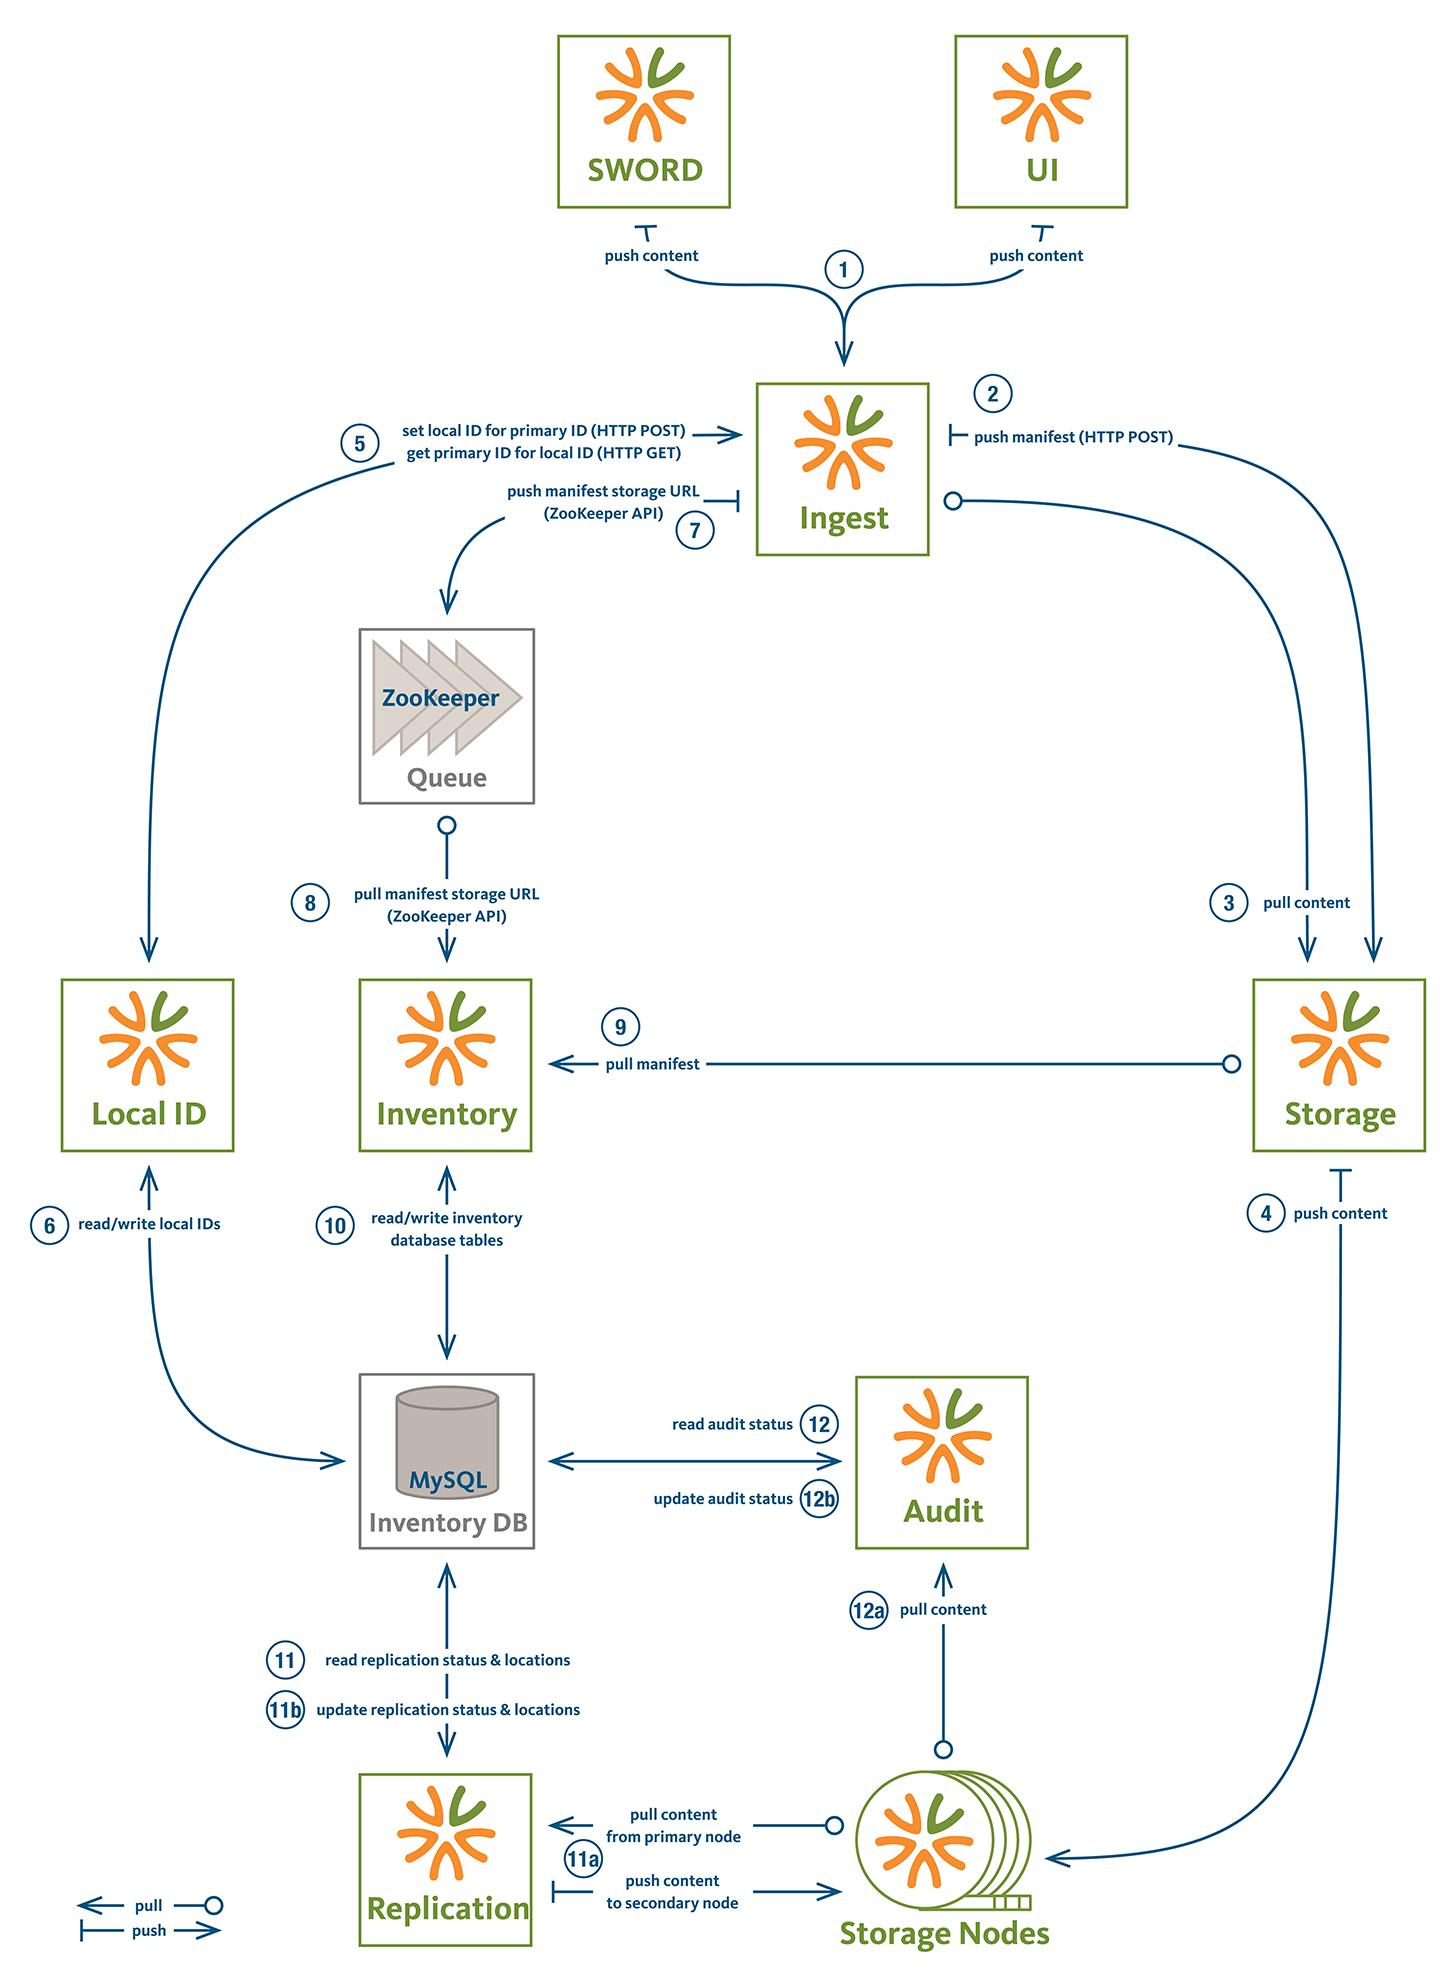 SWORD
UI
push content
push content
1
2
5
set local ID for primary ID (HTTP POST)
get primary ID for local ID (HTTP GET)
push manifest (HTTP POST)
push manifest storage URL
(ZooKeeper API)
7
Ingest
ZooKeeper
Queue
8
pull manifest storage URL
(ZooKeeper API)
3
pull content
9
pull manifest
Local ID
Inventory
Storage
6
read/write local IDs
10
read/write inventory
database tables
4
push content
read audit status
12
MySQL
Inventory DB
update audit status
12b
Audit
12a
pull content
11
read replication status & locations
11b
update replication status & locations
pull content
from primary node
11a
push content
to secondary node
Replication
Storage Nodes
pull
push